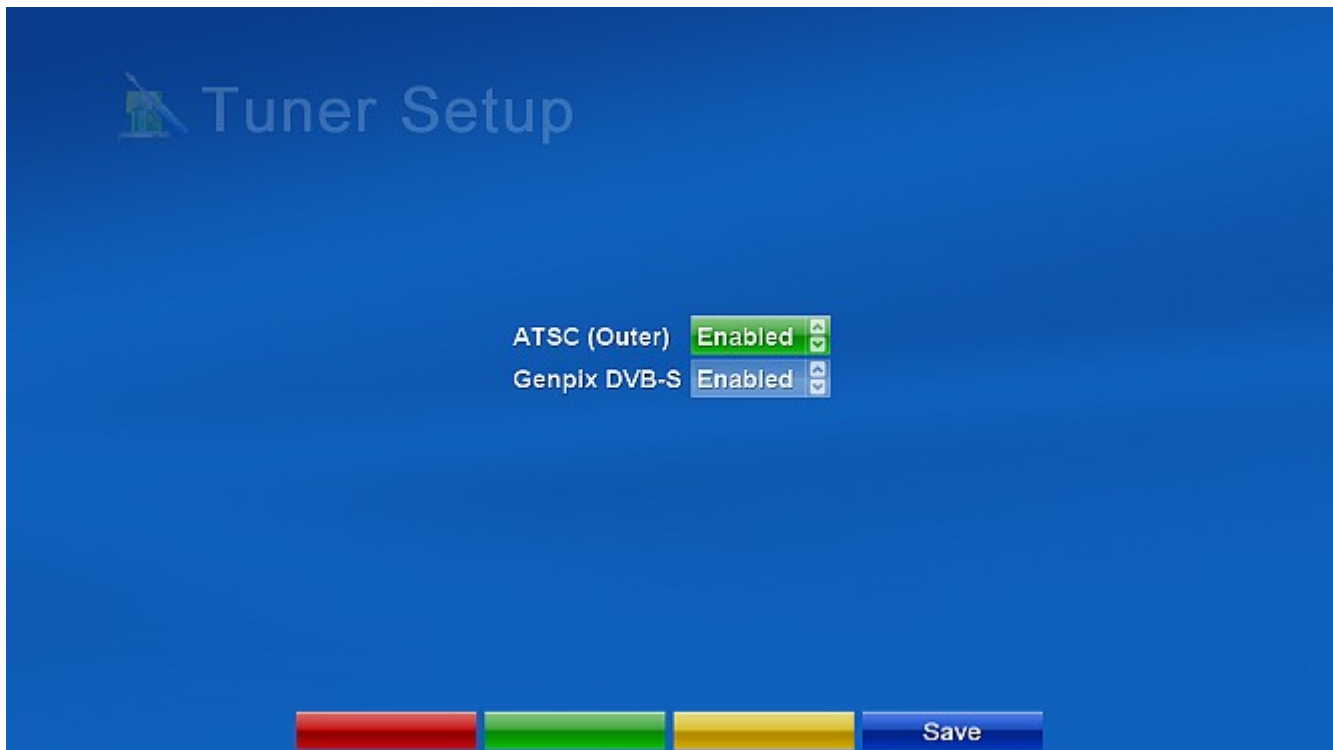 Tuner Setup
ATSC (Outer) Enabled
Genpix DVB-S Enabled
Save